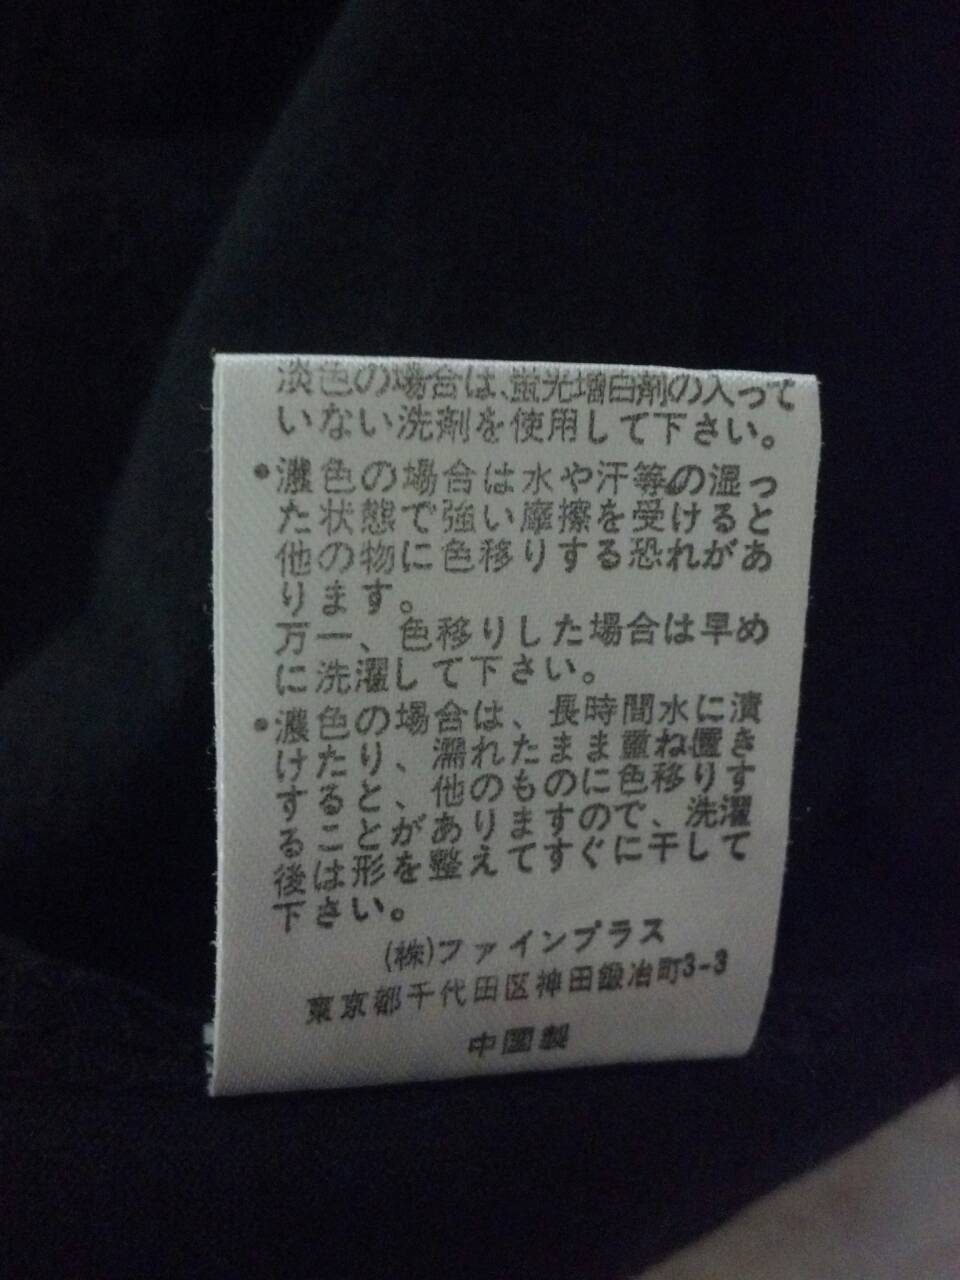 淡色の場合は、蛍光増白剤の入って
いない洗剤を使用して下さい。
•濃色の場合は水や汗等の湿っ
た状態で強い摩擦を受けると
他の物に色移りする恐れがあ
ります。
万一、色移りした場合は早め
に洗濯して下さい。
•濃色の場合は、長時間水に漬
けたり、濡れたまま重ね置き
すると、他のものに色移りす
ることがありますので、洗濯
後は形を整えてすぐに干して
下さい。
(株)ファインプラス
東京都千代田区神田鍛冶町3-3
中国製